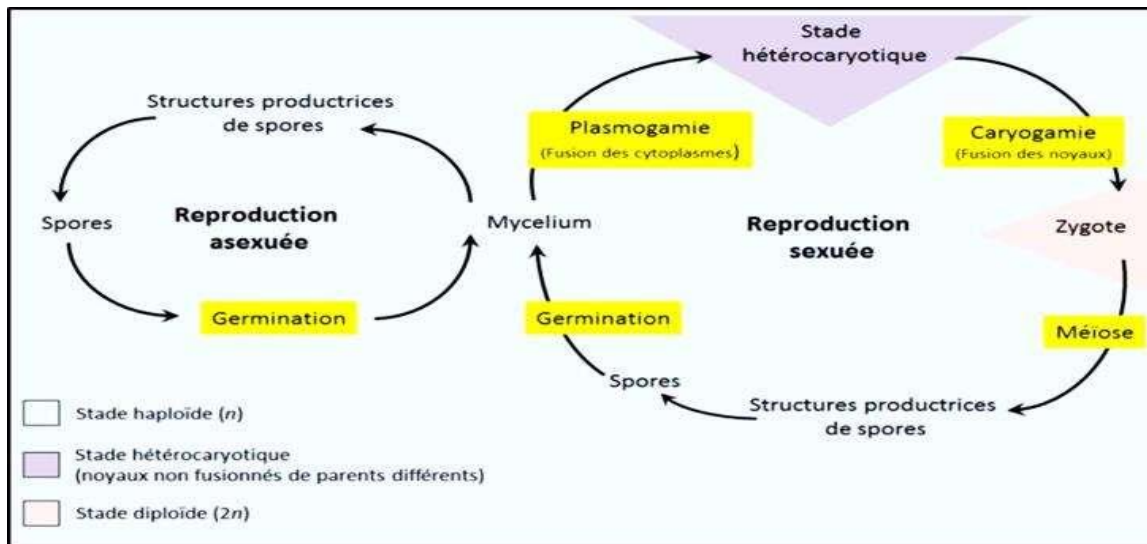 Stade
hétérocaryotique
Structures productrices
de spores
Plasmogamie
(Fusion des cytoplasmes)
Caryogamie
(Fusion des noyaux)
Spores
Reproduction
asexuée
Mycelium
Reproduction
sexuée
Zygote
Germination
Germination
Méïose
Spores
Structures productrices
de spores
Stade haploïde (n)
Stade hétérocaryotique
(noyaux non fusionnés de parents différents)
Stade diploïde (2n)